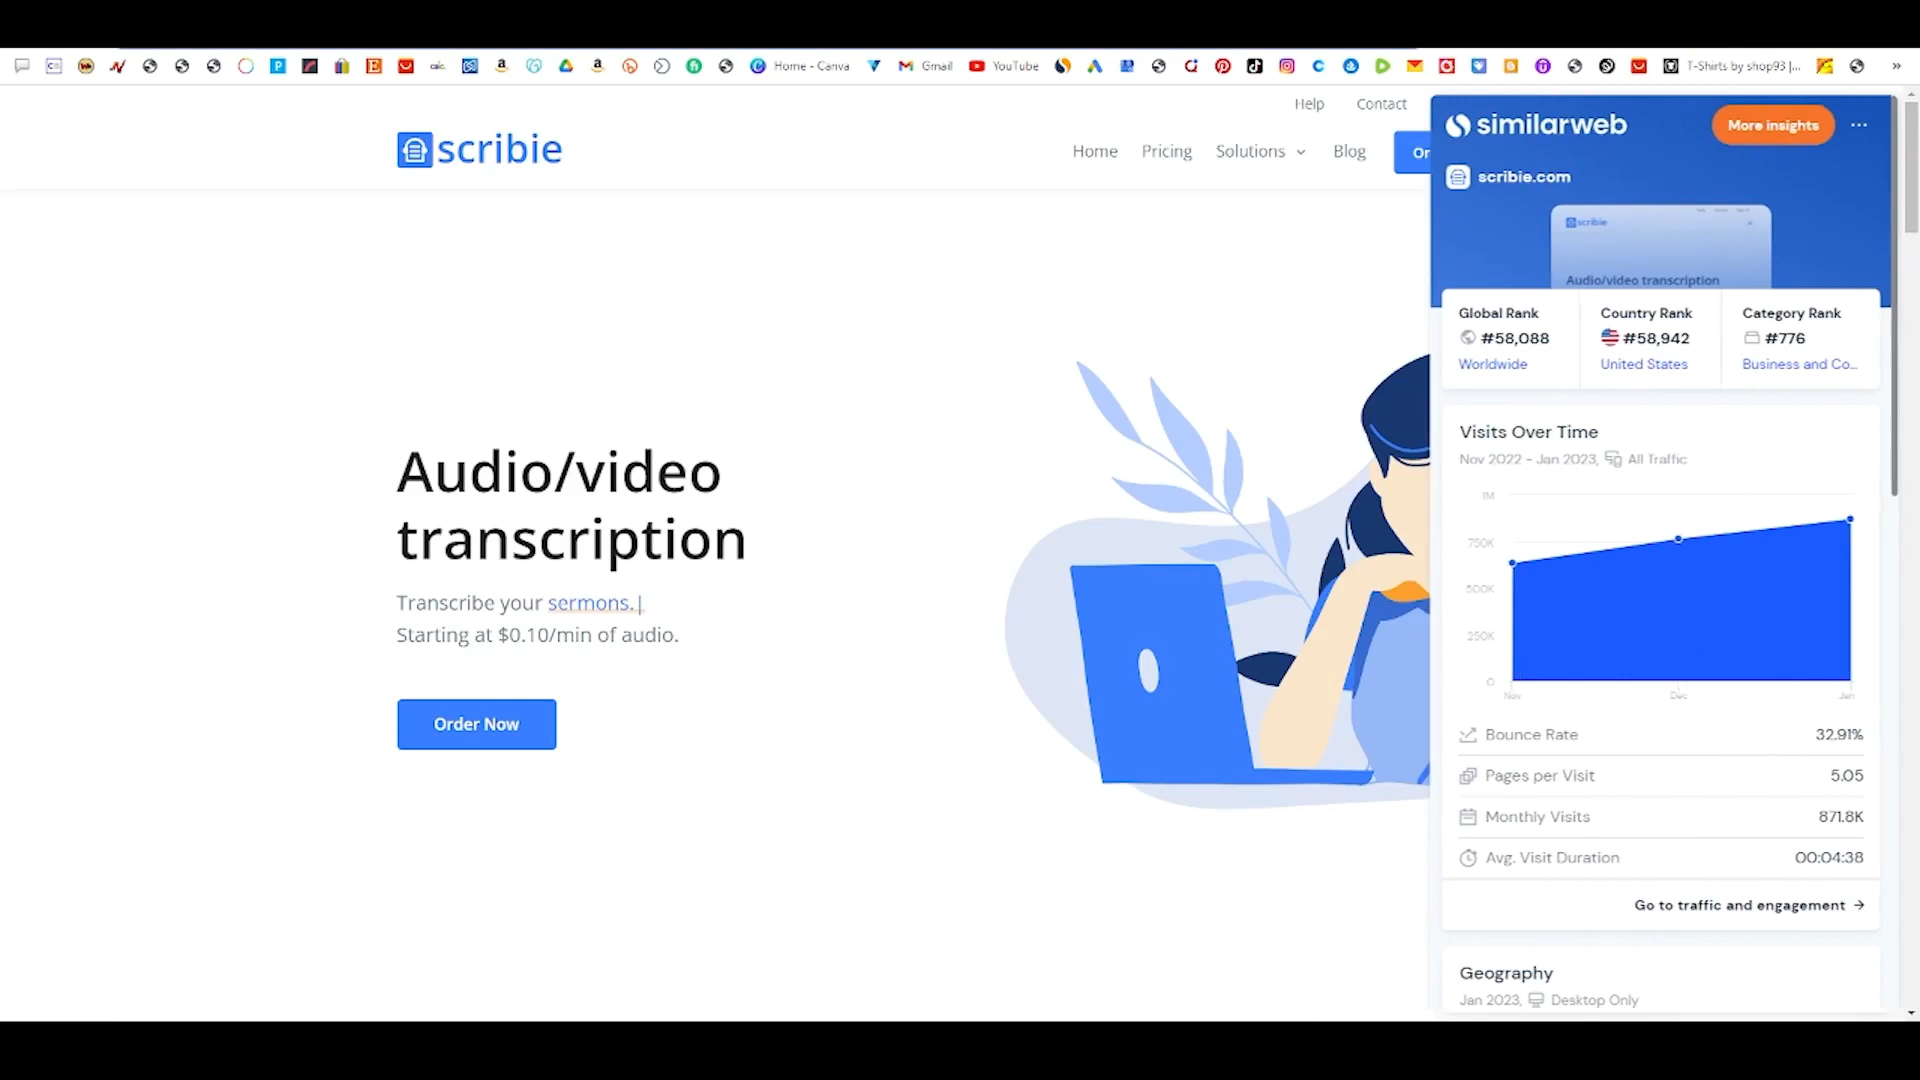 Home - Canva
Gmail
YouTube
T-Shirts by shop93 |...
»
Help
Contact
scribie
Home
Pricing
Solutions
Blog
Or
Audio/video
transcription
Transcribe your sermons.|
Starting at $0.10/min of audio.
Order Now
similarweb
More insights
...
scribie.com
scribie
Audio/video transcription
Global Rank
#58,088
Worldwide
Country Rank
#58,942
United States
Category Rank
#776
Business and Co...
Visits Over Time
Nov 2022 - Jan 2023, All Traffic
1M
750K
500K
250K
0
Nov
Dec
Jan
Bounce Rate
32.91%
Pages per Visit
5.05
Monthly Visits
871.8K
Avg. Visit Duration
00:04:38
Go to traffic and engagement →
Geography
Jan 2023, Desktop Only